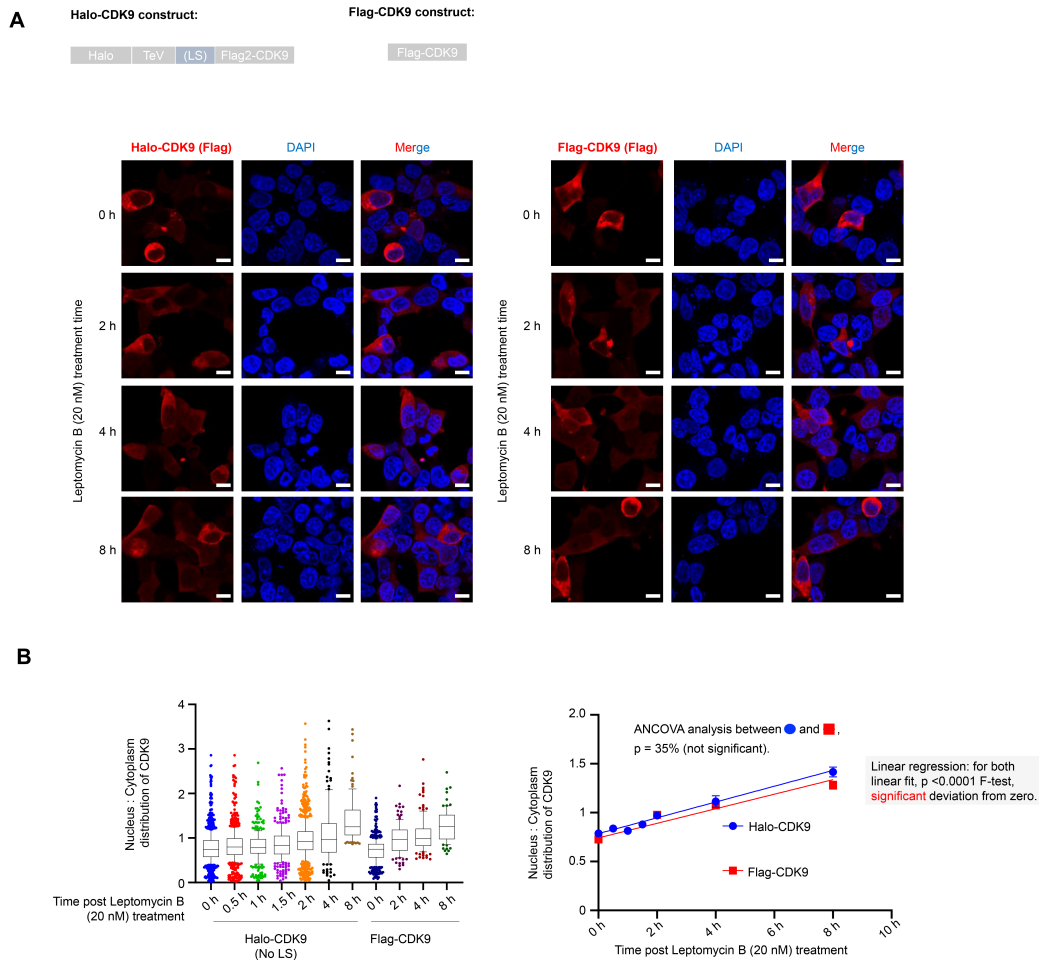 A
Halo-CDK9 construct:
Flag-CDK9 construct:
Halo
TeV
(LS)
Flag2-CDK9
Flag-CDK9
Halo-CDK9 (Flag)
DAPI
Merge
Flag-CDK9 (Flag)
DAPI
Merge
Leptomycin B (20 nM) treatment time
0 h
2 h
4 h
8 h
Leptomycin B (20 nM) treatment time
0 h
2 h
4 h
8 h
B
Nucleus : Cytoplasm
distribution of CDK9
4
3
2
1
0
0 h
0.5 h
1 h
1.5 h
2 h
4 h
8 h
0 h
2 h
4 h
8 h
Time post Leptomycin B
(20 nM) treatment
Halo-CDK9
(No LS)
Flag-CDK9
Nucleus : Cytoplasm
distribution of CDK9
2.0
1.5
1.0
0.5
0
ANCOVA analysis between and ,
p = 35% (not significant).
Halo-CDK9
Flag-CDK9
0 h
2 h
4 h
6 h
8 h
10 h
Time post Leptomycin B (20 nM) treatment
Linear regression: for both
linear fit, p <0.0001 F-test,
significant deviation from zero.